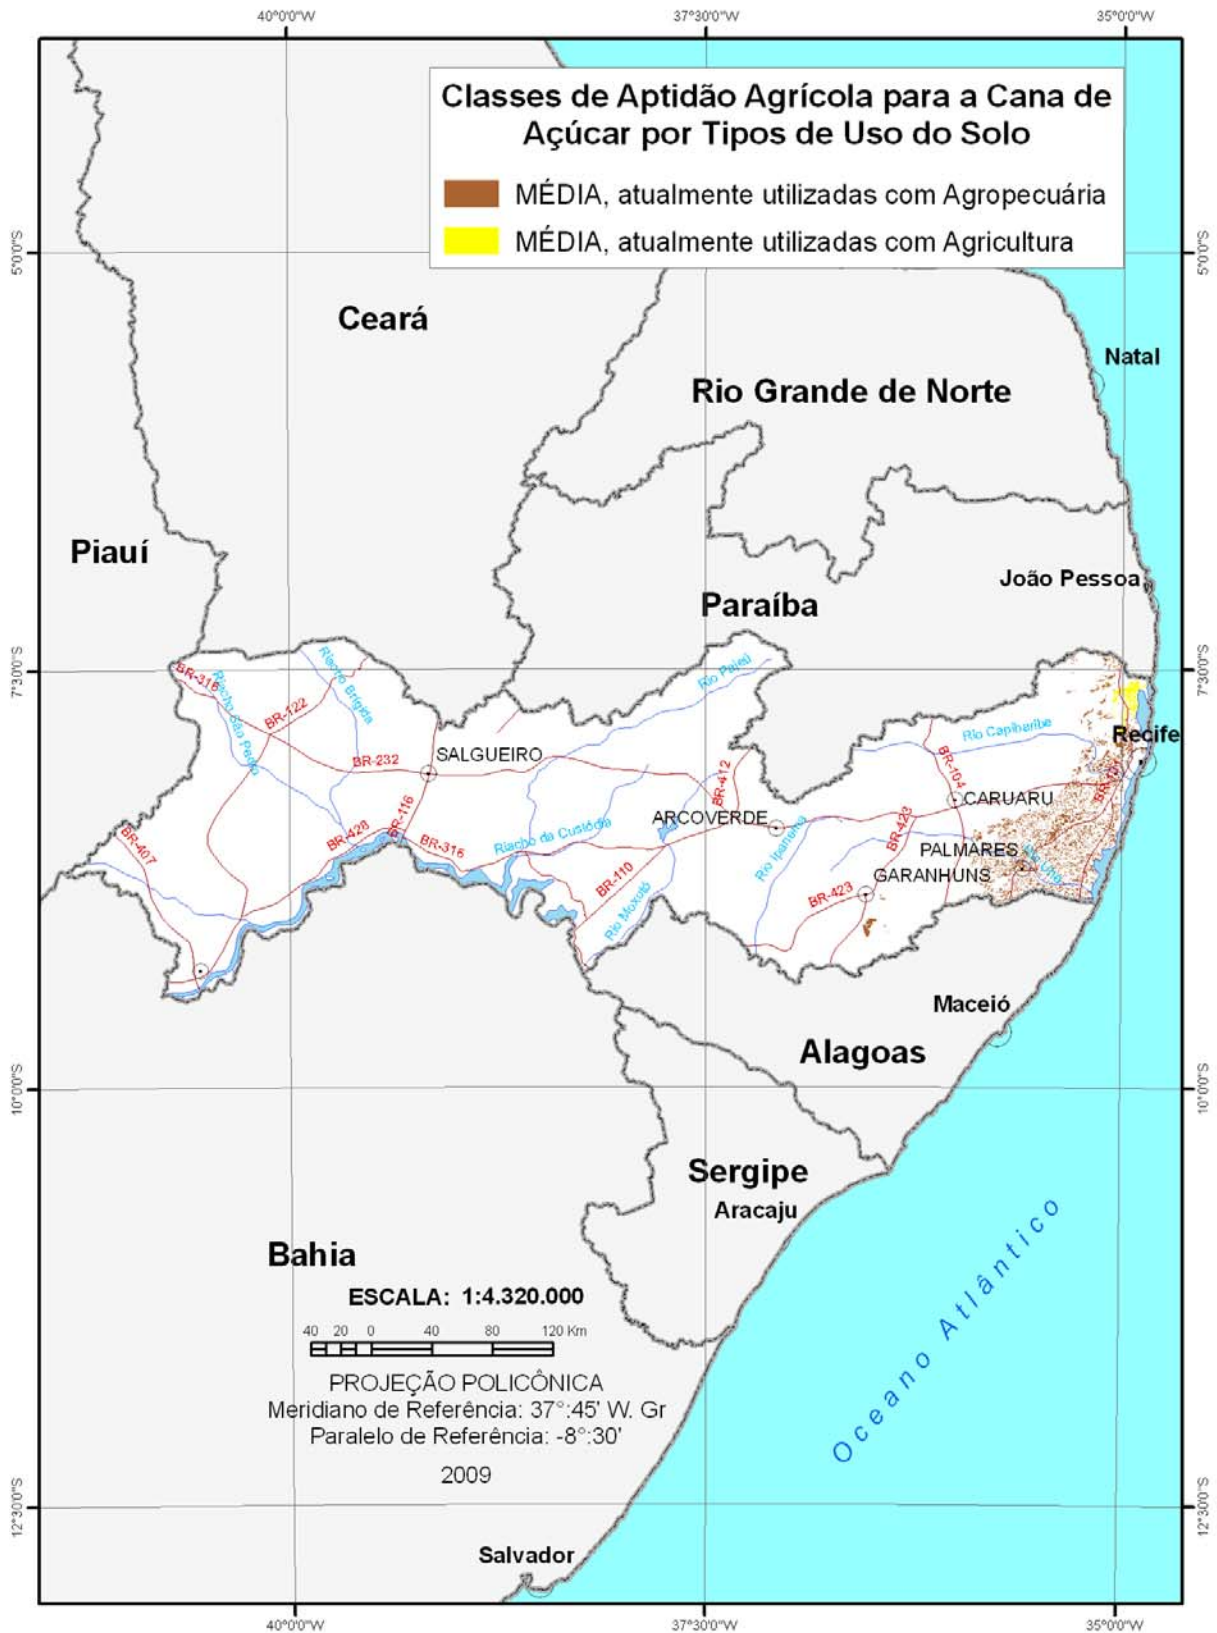 40°0'0"W
37°30'0"W
35°0'0"W
Classes de Aptidão Agrícola para a Cana de
Açúcar por Tipos de Uso do Solo
MÉDIA, atualmente utilizadas com Agropecuária
MÉDIA, atualmente utilizadas com Agricultura
5°0'0"S
5°0'0"S
Ceará
Natal
Rio Grande de Norte
Piauí
João Pessoa
Paraíba
7°30'0"S
7°30'0"S
BR-316
Riacho São Pedro
Riacho Brígida
BR-122
Rio Pajeú
Rio Capibaribe
Recife
BR-232
SALGUEIRO
BR-412
BR-104
CARUARU
ARCOVERDE
BR-116
BR-428
BR-316
BR-407
Riacho da Custódia
BR-110
Rio Moxotó
Rio Ipanema
BR-423
PALMARES
Rio Una
GARANHUNS
BR-423
Maceió
Alagoas
10°0'0"S
10°0'0"S
Sergipe
Aracaju
Bahia
Oceano Atlântico
ESCALA: 1:4.320.000
40 20 0 40 80 120 Km
PROJEÇÃO POLICÔNICA
Meridiano de Referência: 37°:45' W. Gr
Paralelo de Referência: -8°:30'
2009
12°30'0"S
12°30'0"S
Salvador
40°0'0"W
37°30'0"W
35°0'0"W